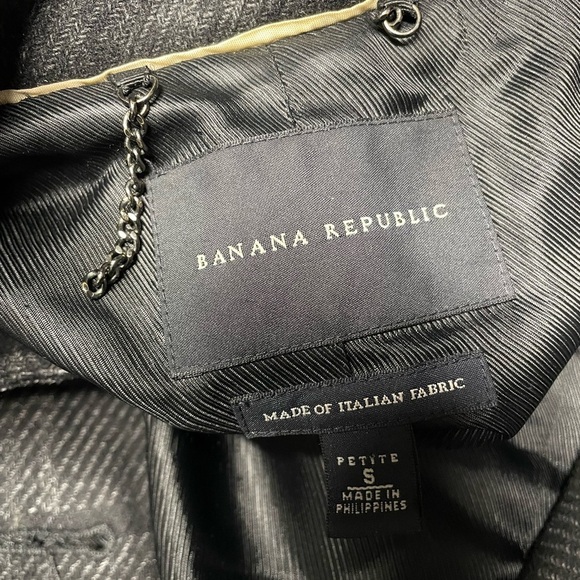 BANANA REPUBLIC
MADE OF ITALIAN FABRIC
PETITE
S
MADE IN
PHILIPPINES